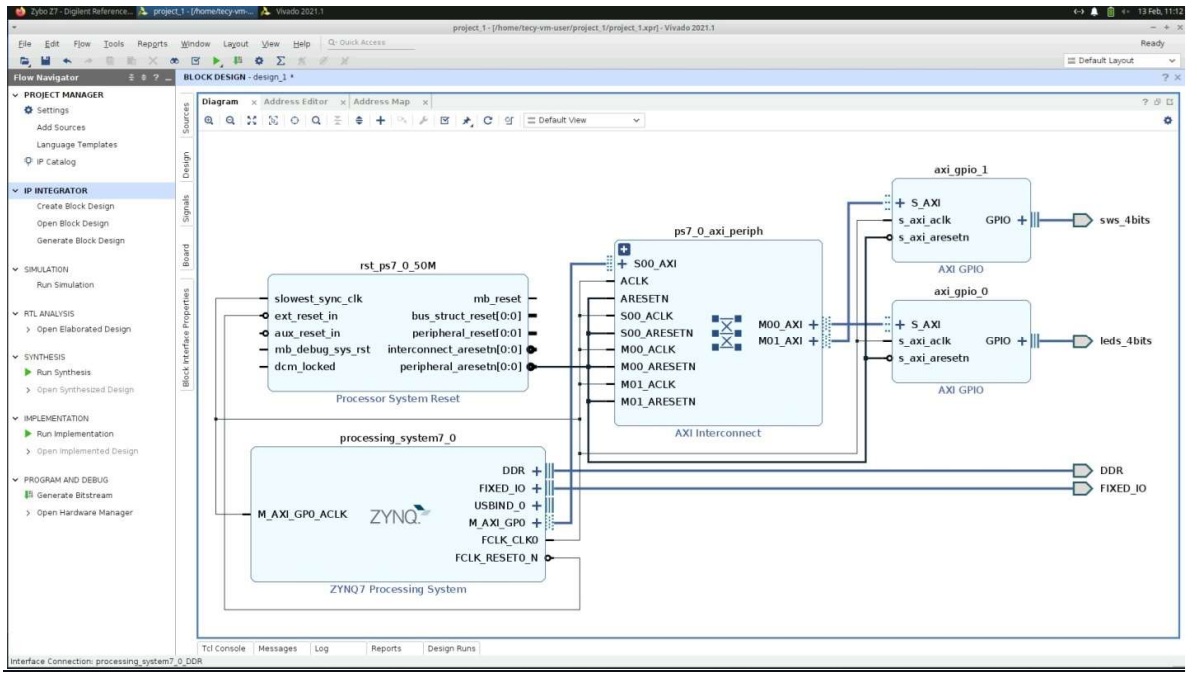 Zybo Z7 - Digilent Reference...
project_1 - [/home/tecy-vm-...
Vivado 2021.1
13 Feb, 11:12
project_1 - [/home/tecy-vm-user/project_1/project_1.xpr] - Vivado 2021.1
File Edit Flow Tools Reports Window Layout View Help Q- Quick Access
Ready
Default Layout
Flow Navigator
PROJECT MANAGER
Settings
Add Sources
Language Templates
IP Catalog
IP INTEGRATOR
Create Block Design
Open Block Design
Generate Block Design
SIMULATION
Run Simulation
RTL ANALYSIS
Open Elaborated Design
SYNTHESIS
Run Synthesis
Open Synthesized Design
IMPLEMENTATION
Run Implementation
Open Implemented Design
PROGRAM AND DEBUG
Generate Bitstream
Open Hardware Manager
BLOCK DESIGN - design_1 *
Sources
Design
Signals
Board
Block Interface Properties
Diagram x Address Editor x Address Map x
Default View
rst_ps7_0_50M
slowest_sync_clk
ext_reset_in
aux_reset_in
mb_debug_sys_rst
dcm_locked
mb_reset
bus_struct_reset[0:0]
peripheral_reset[0:0]
interconnect_aresetn[0:0]
peripheral_aresetn[0:0]
Processor System Reset
processing_system7_0
M_AXI_GP0_ACLK
ZYNQ
DDR
FIXED_IO
USBIND_0
M_AXI_GP0
FCLK_CLK0
FCLK_RESET0_N
ZYNQ7 Processing System
ps7_0_axi_periph
S00_AXI
ACLK
ARESETN
S00_ACLK
S00_ARESETN
M00_ACLK
M00_ARESETN
M01_ACLK
M01_ARESETN
M00_AXI
M01_AXI
AXI Interconnect
axi_gpio_1
S_AXI
s_axi_aclk
s_axi_aresetn
GPIO
AXI GPIO
sws_4bits
axi_gpio_0
S_AXI
s_axi_aclk
s_axi_aresetn
GPIO
AXI GPIO
leds_4bits
DDR
FIXED_IO
Tcl Console Messages Log Reports Design Runs
Interface Connection: processing_system7_0_DDR